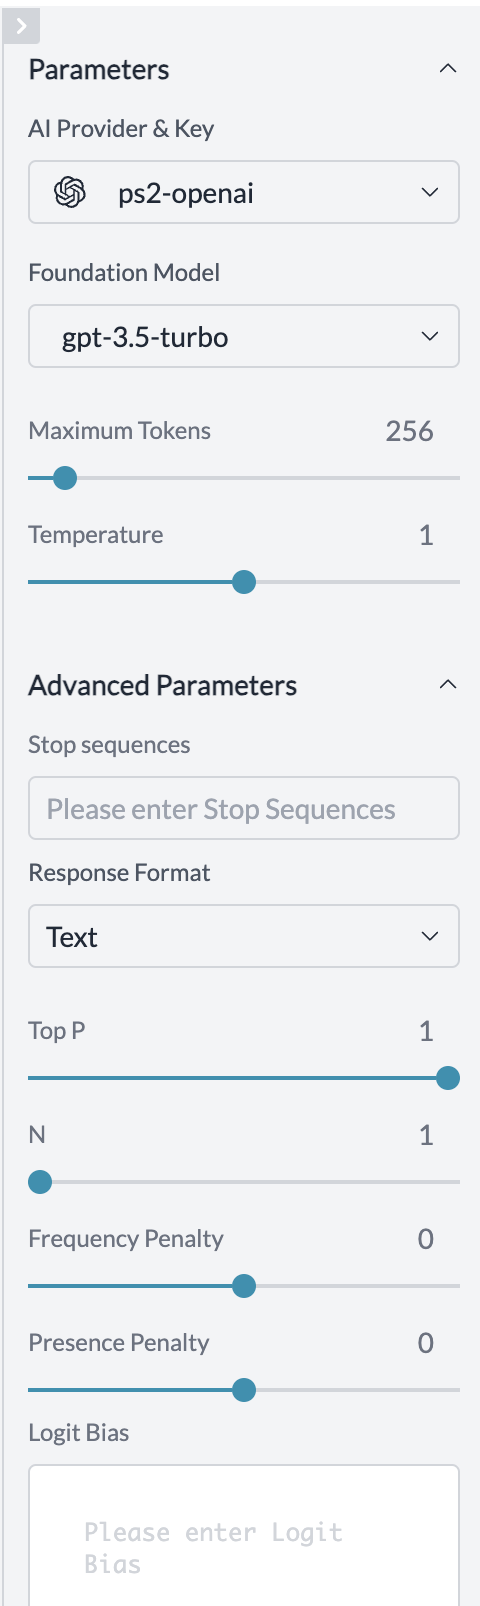 Parameters
AI Provider & Key
ps2-openai
Foundation Model
gpt-3.5-turbo
Maximum Tokens 256
Temperature 1
Advanced Parameters
Stop sequences
Please enter Stop Sequences
Response Format
Text
Top P 1
N 1
Frequency Penalty 0
Presence Penalty 0
Logit Bias
Please enter Logit
Bias